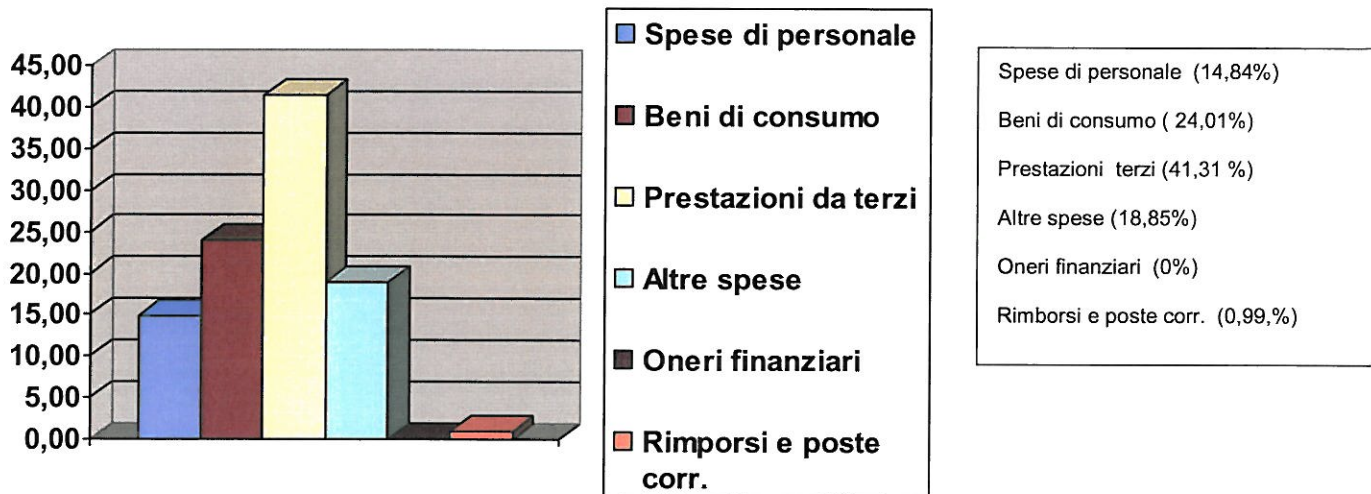 45,00
40,00
35,00
30,00
25,00
20,00
15,00
10,00
5,00
0,00
Spese di personale
Beni di consumo
Prestazioni da terzi
Altre spese
Oneri finanziari
Rimporsi e poste
corr.
Spese di personale (14,84%)
Beni di consumo ( 24,01%)
Prestazioni terzi (41,31 %)
Altre spese (18,85%)
Oneri finanziari (0%)
Rimborsi e poste corr. (0,99,%)